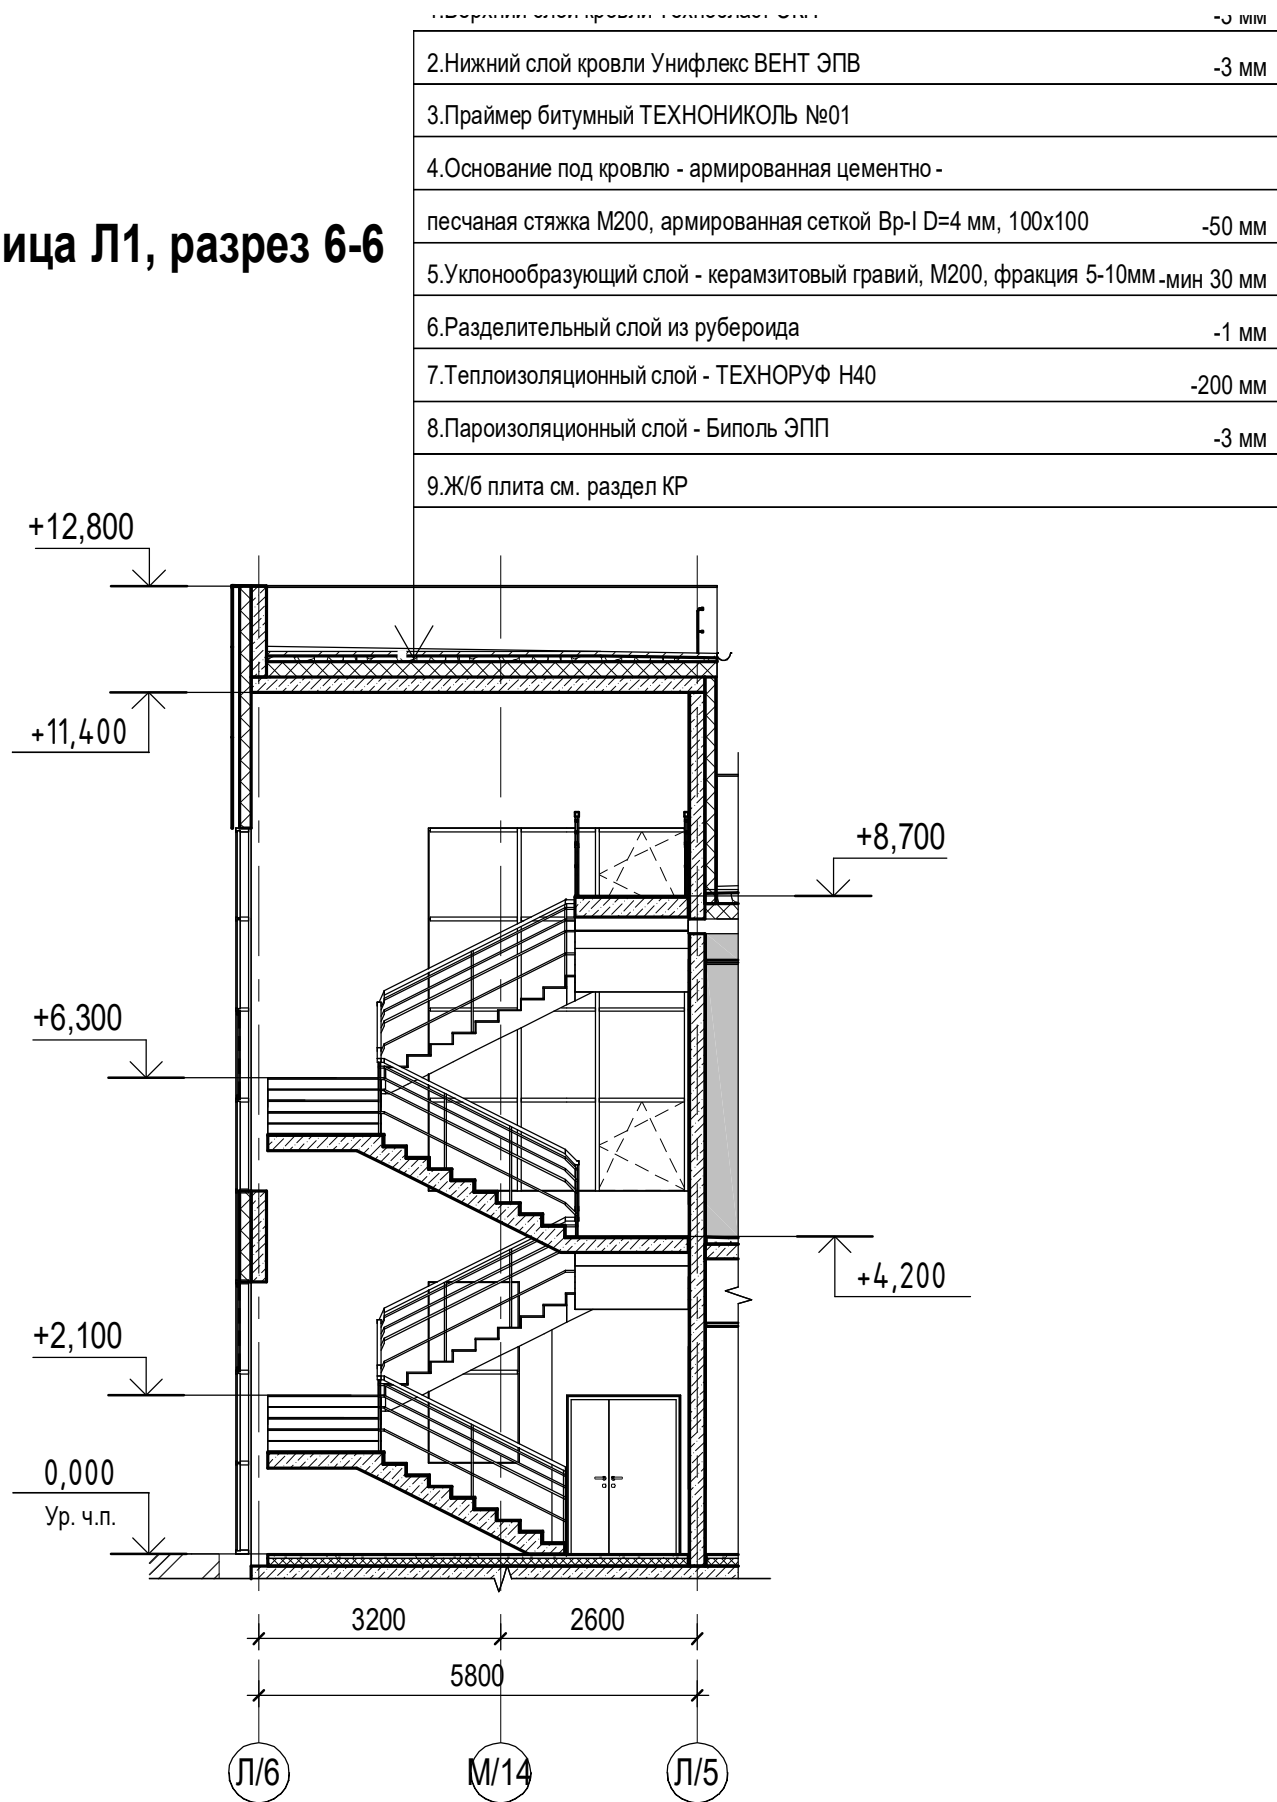 -3 мм
2.Нижний слой кровли Унифлекс ВЕНТ ЭПВ -3 мм
3.Праймер битумный ТЕХНОНИКОЛЬ №01
4.Основание под кровлю - армированная цементно -
песчаная стяжка М200, армированная сеткой Вр-I D=4 мм, 100х100 -50 мм
ица Л1, разрез 6-6
5.Уклонообразующий слой - керамзитовый гравий, М200, фракция 5-10мм -мин 30 мм
6.Разделительный слой из рубероида -1 мм
7.Теплоизоляционный слой - ТЕХНОРУФ Н40 -200 мм
8.Пароизоляционный слой - Биполь ЭПП -3 мм
9.Ж/б плита см. раздел КР
+12,800
+11,400
+8,700
+6,300
+4,200
+2,100
0,000
Ур. ч.п.
3200 2600
5800
Л/6 М/14 Л/5